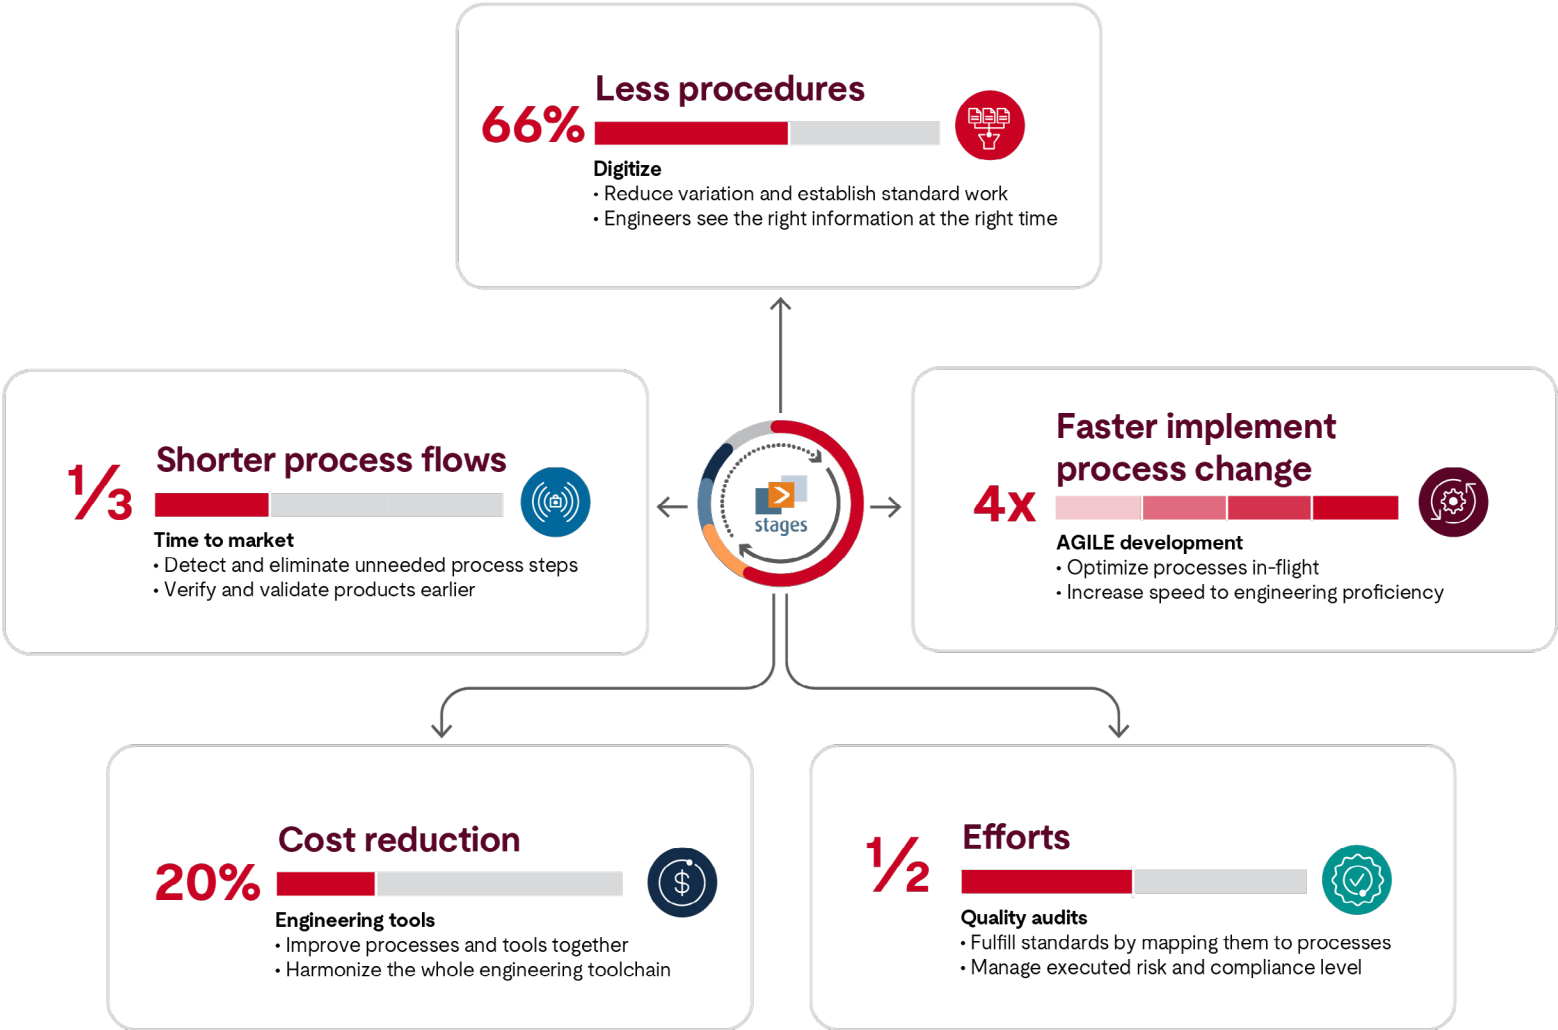 Less procedures
66%
Digitize
• Reduce variation and establish standard work
• Engineers see the right information at the right time
Shorter process flows
⅓
Time to market
• Detect and eliminate unneeded process steps
• Verify and validate products earlier
stages
Faster implement
process change
4x
AGILE development
• Optimize processes in-flight
• Increase speed to engineering proficiency
Cost reduction
20%
$
Engineering tools
• Improve processes and tools together
• Harmonize the whole engineering toolchain
Efforts
½
Quality audits
• Fulfill standards by mapping them to processes
• Manage executed risk and compliance level